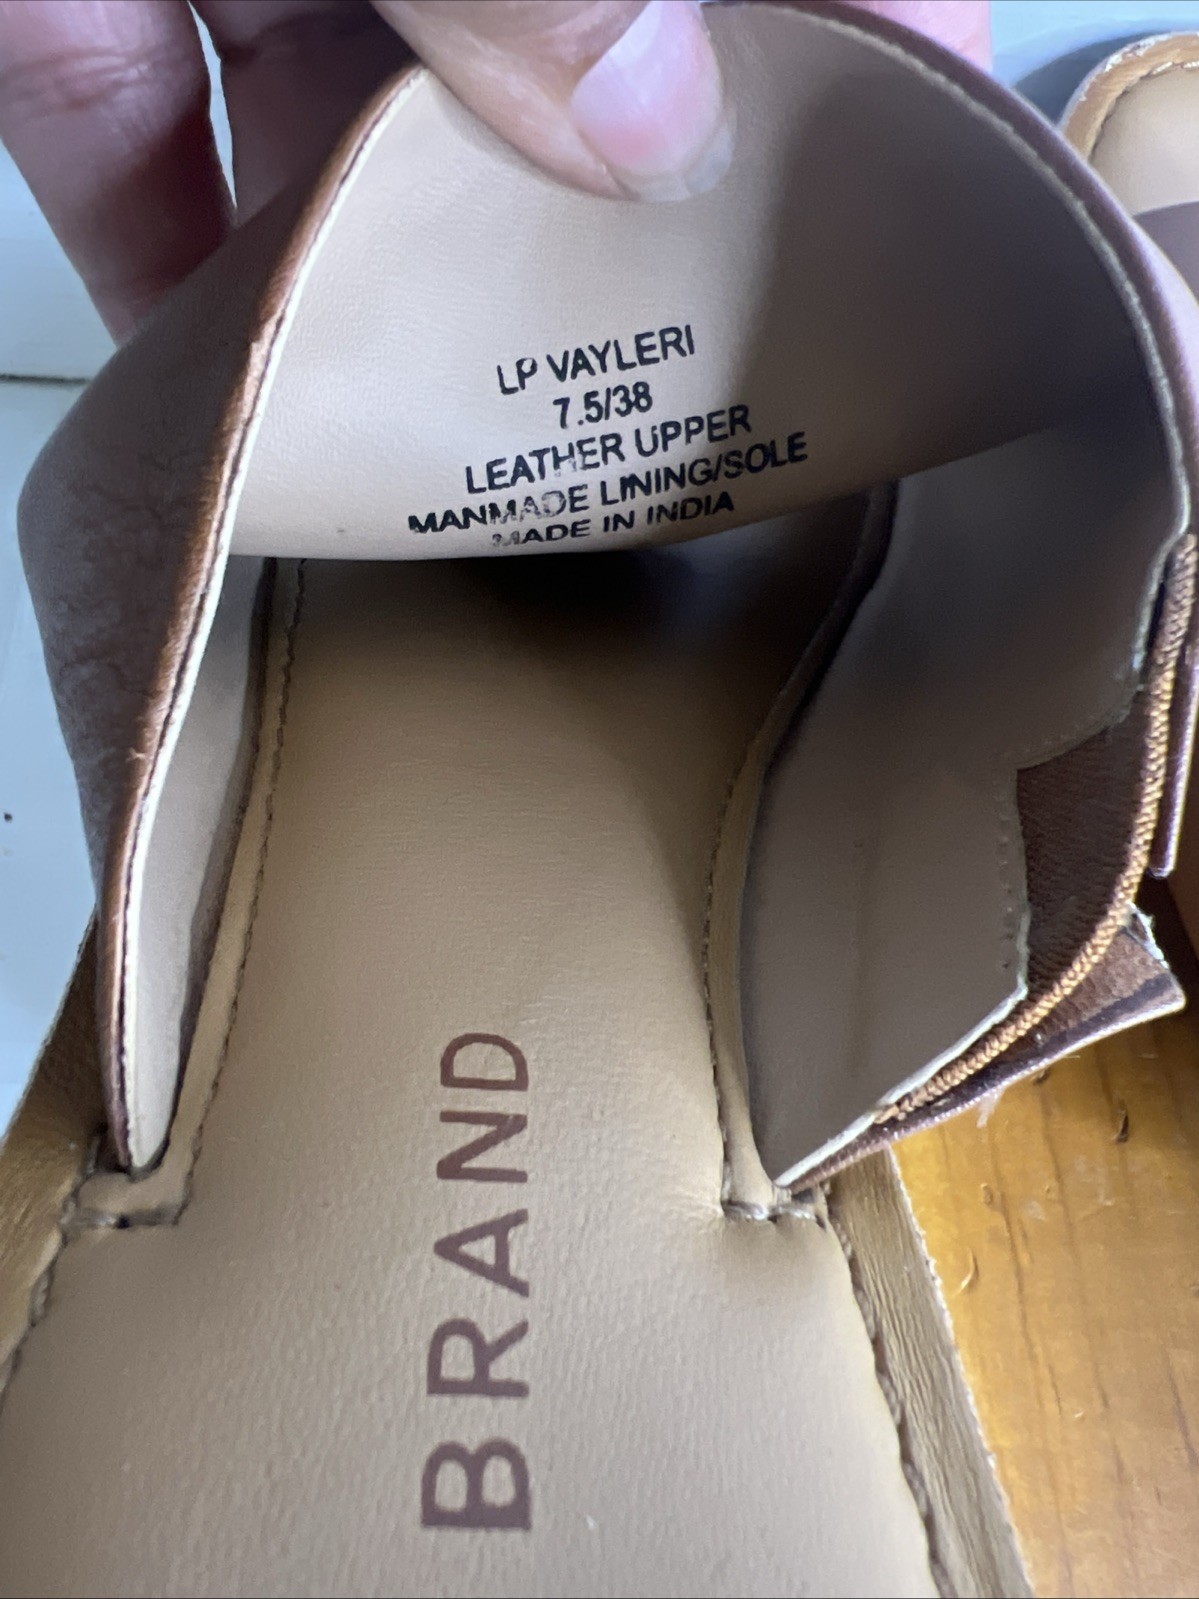 LP VAYLERI
7.5/38
LEATHER UPPER
MANMADE LINING/SOLE
MADE IN INDIA
BRAND